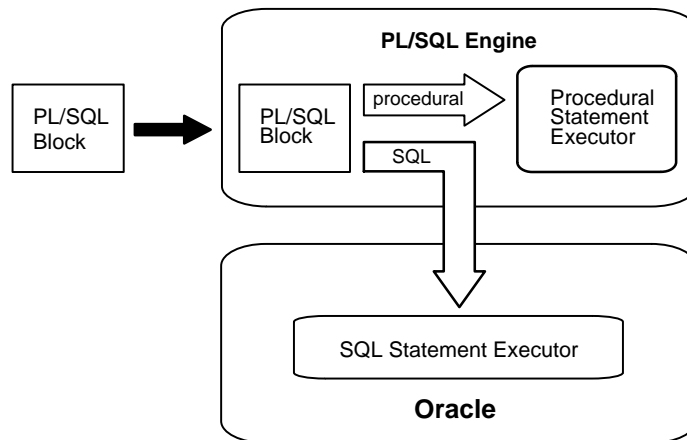 PL/SQL Engine
PL/SQL
Block
PL/SQL
Block
procedural
Procedural
Statement
Executor
SQL
SQL Statement Executor
Oracle